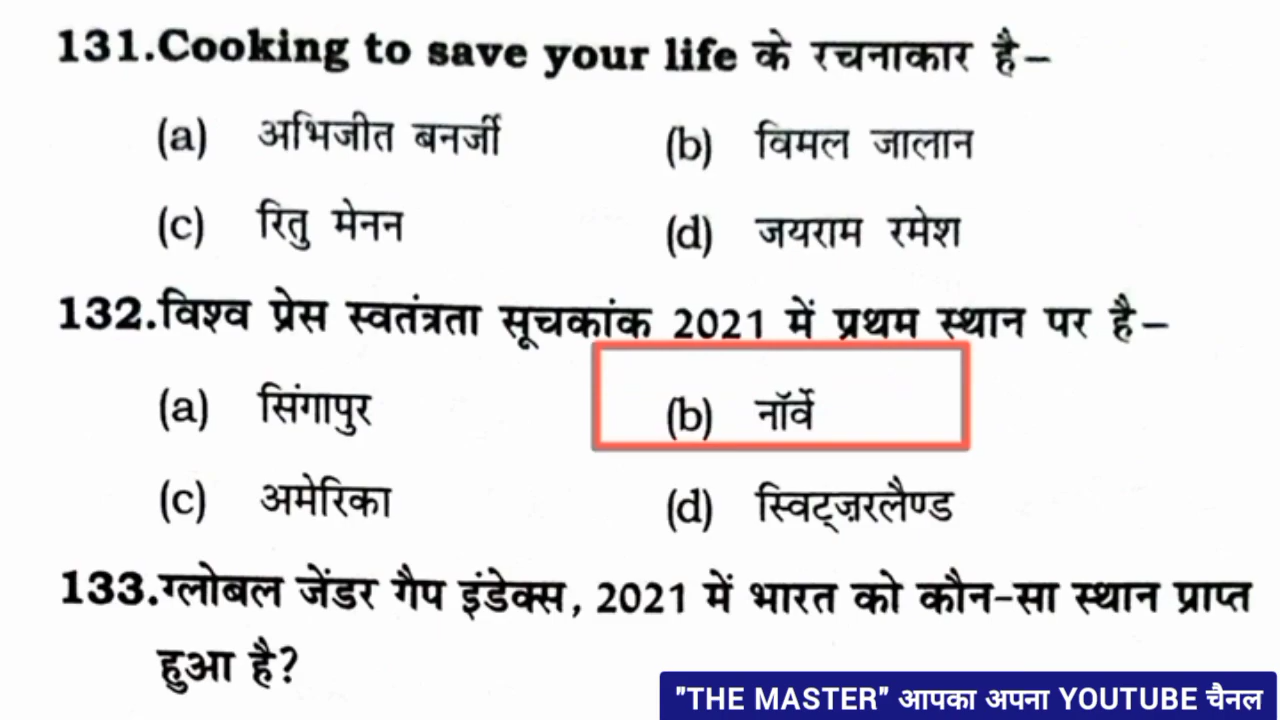 131.Cooking to save your life के रचनाकार है–
(a) अभिजीत बनर्जी (b) विमल जालान
(c) रितु मेनन (d) जयराम रमेश
132.विश्व प्रेस स्वतंत्रता सूचकांक 2021 में प्रथम स्थान पर है–
(a) सिंगापुर (b) नॉर्वे
(c) अमेरिका (d) स्विट्ज़रलैण्ड
133.ग्लोबल जेंडर गैप इंडेक्स, 2021 में भारत को कौन-सा स्थान प्राप्त
हुआ है?
"THE MASTER" आपका अपना YOUTUBE चैनल